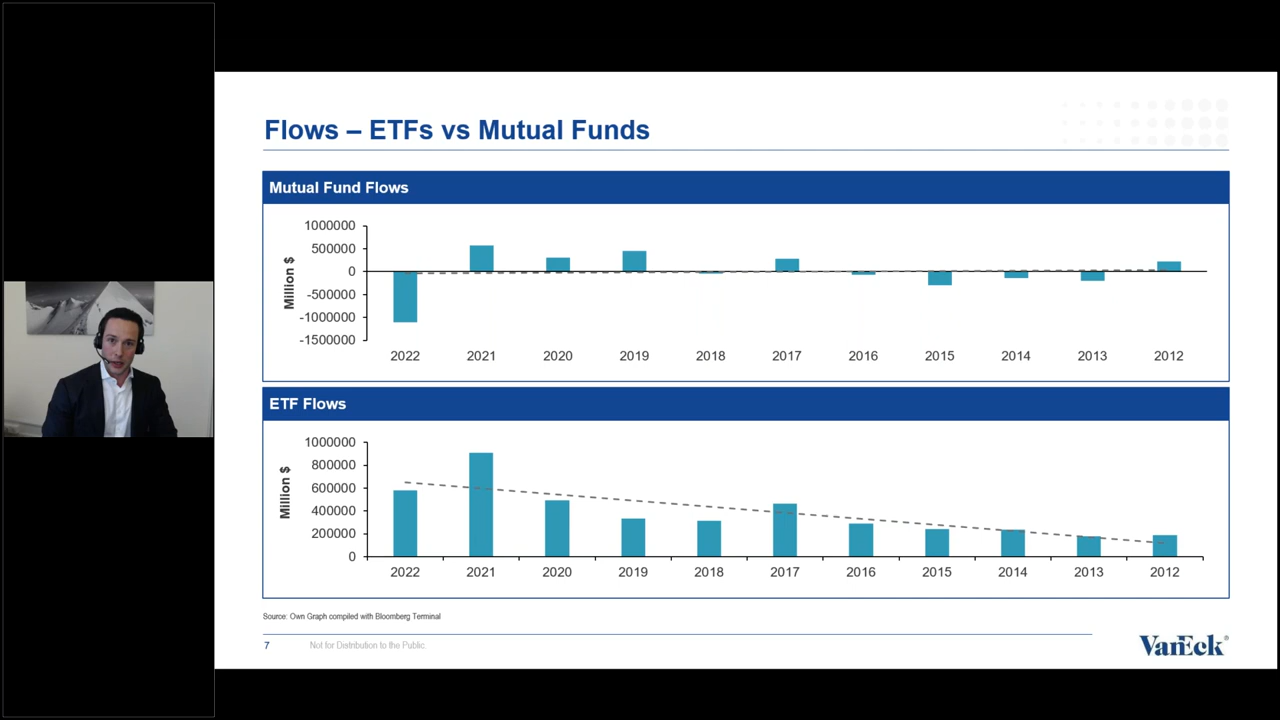 Flows – ETFs vs Mutual Funds
Mutual Fund Flows
Million $
1000000
500000
0
-500000
-1000000
-1500000
2022 2021 2020 2019 2018 2017 2016 2015 2014 2013 2012
ETF Flows
Million $
1000000
800000
600000
400000
200000
0
2022 2021 2020 2019 2018 2017 2016 2015 2014 2013 2012
Source: Own Graph compiled with Bloomberg Terminal
7 Not for Distribution to the Public.
VanEck®